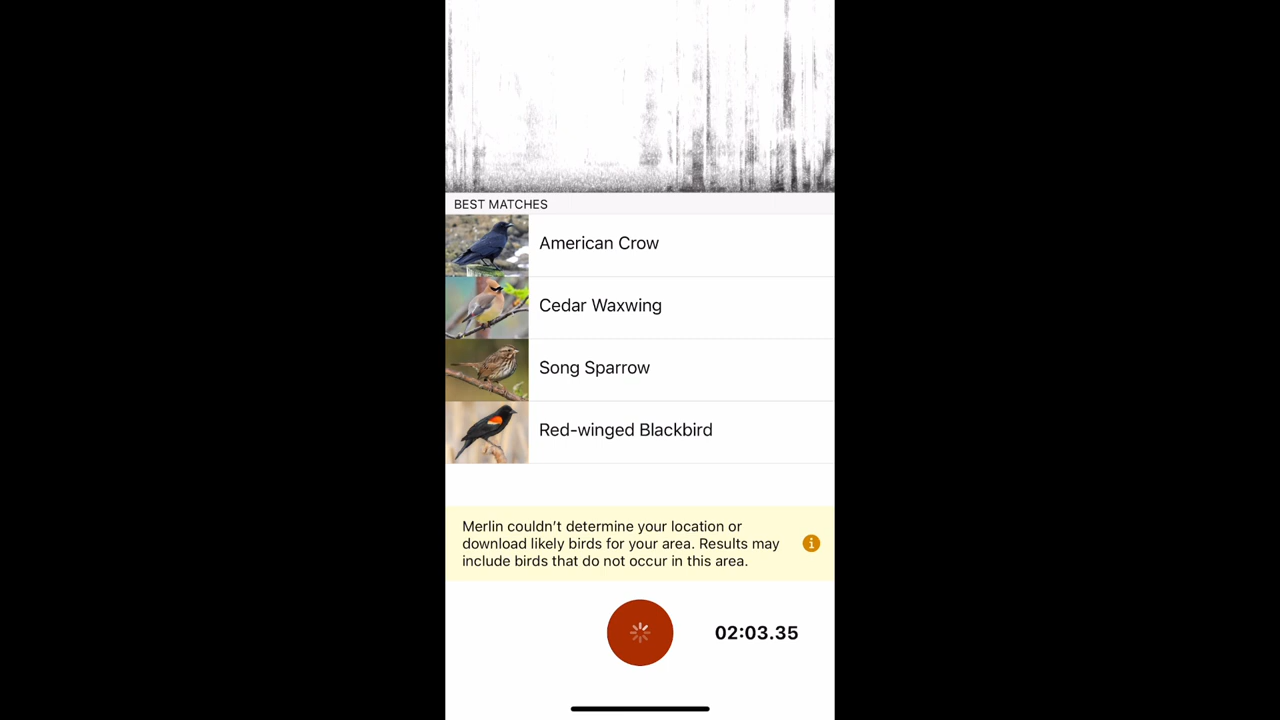 BEST MATCHES
American Crow
Cedar Waxwing
Song Sparrow
Red-winged Blackbird
Merlin couldn’t determine your location or
download likely birds for your area. Results may
include birds that do not occur in this area.
02:03.35